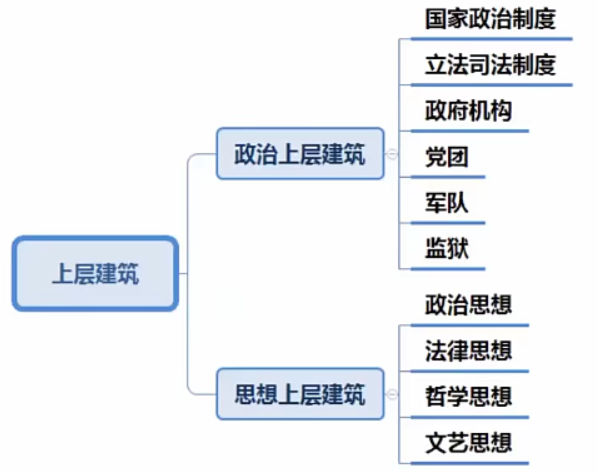 上层建筑
政治上层建筑
国家政治制度
立法司法制度
政府机构
党团
军队
监狱
思想上层建筑
政治思想
法律思想
哲学思想
文艺思想